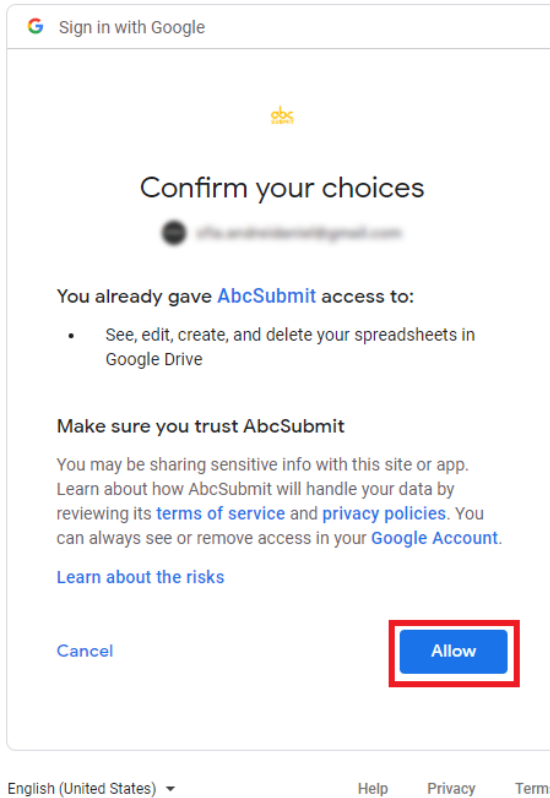 Sign in with Google
abc
Confirm your choices
You already gave AbcSubmit access to:
• See, edit, create, and delete your spreadsheets in
Google Drive
Make sure you trust AbcSubmit
You may be sharing sensitive info with this site or app.
Learn about how AbcSubmit will handle your data by
reviewing its terms of service and privacy policies. You
can always see or remove access in your Google Account.
Learn about the risks
Cancel
Allow
English (United States)
Help
Privacy
Terms